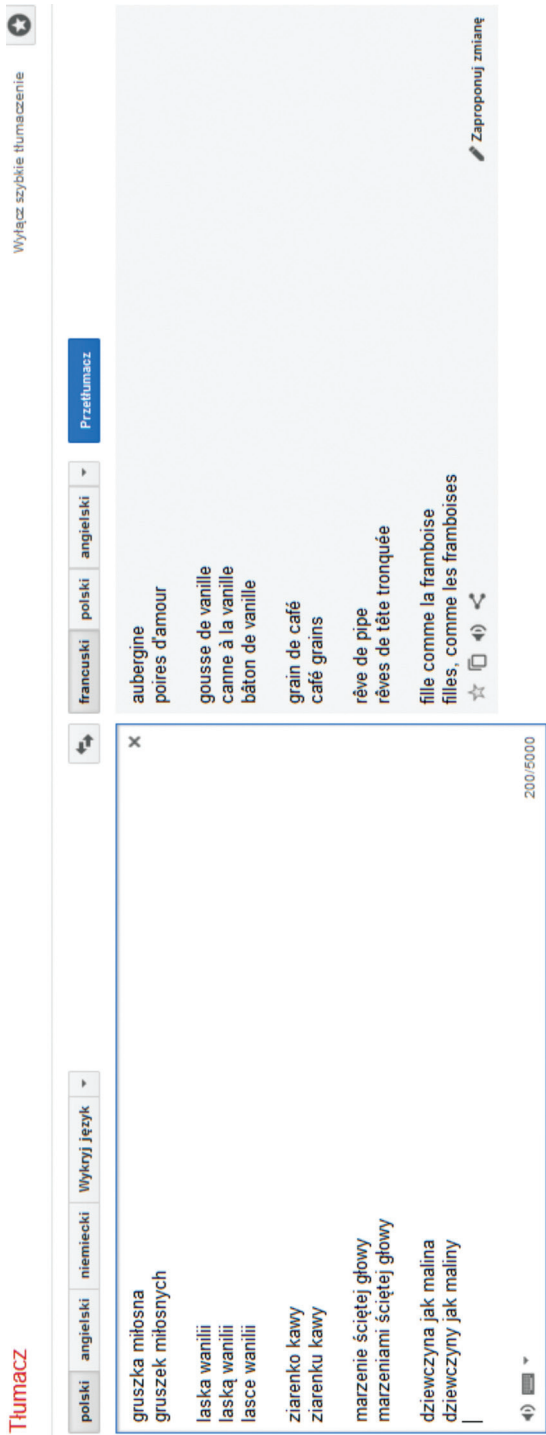 Tłumacz
Wyłącz szybkie tłumaczenie
polski angielski niemiecki Wykryj język
francuski polski angielski Przetłumacz
gruszka miłosna
gruszek miłosnych
laska wanilii
laską wanilii
lasce wanilii
ziarenko kawy
ziarenku kawy
marzenie ściętej głowy
marzeniami ściętej głowy
dziewczyna jak malina
dziewczyny jak maliny
200/5000
aubergine
poires d'amour
gousse de vanille
canne à la vanille
bâton de vanille
grain de café
café grains
rêve de pipe
rêves de tête tronquée
fille comme la framboise
filles, comme les framboises
Zaproponuj zmianę